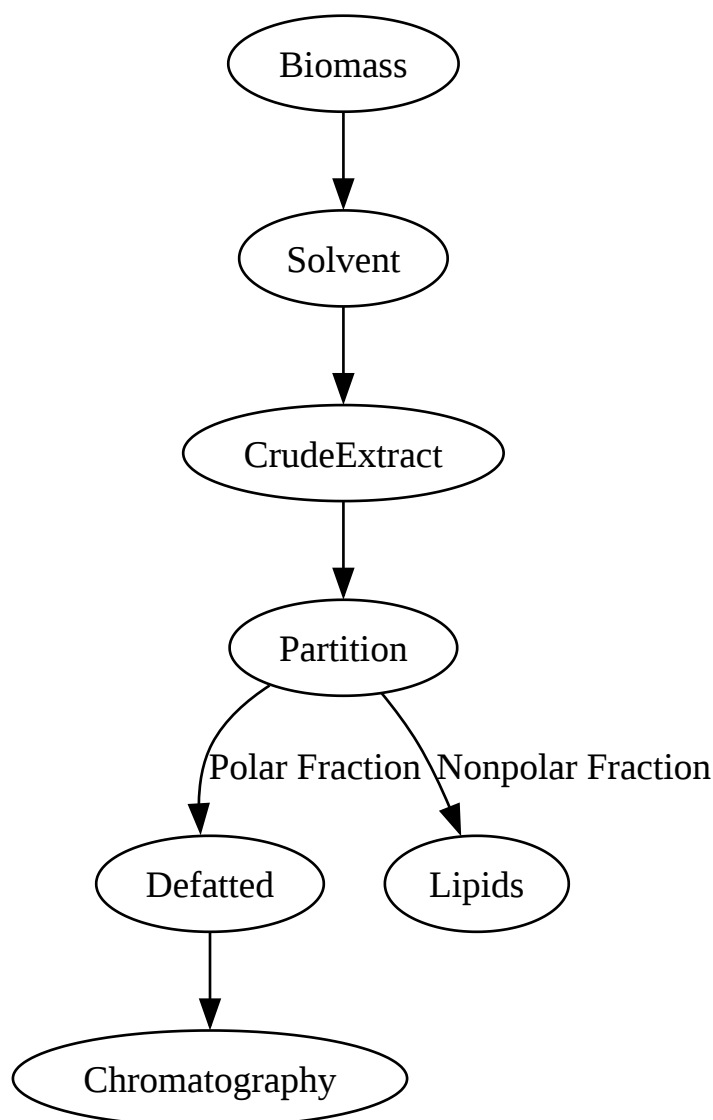 Biomass
Solvent
CrudeExtract
Partition
Polar Fraction
Nonpolar Fraction
Defatted
Lipids
Chromatography